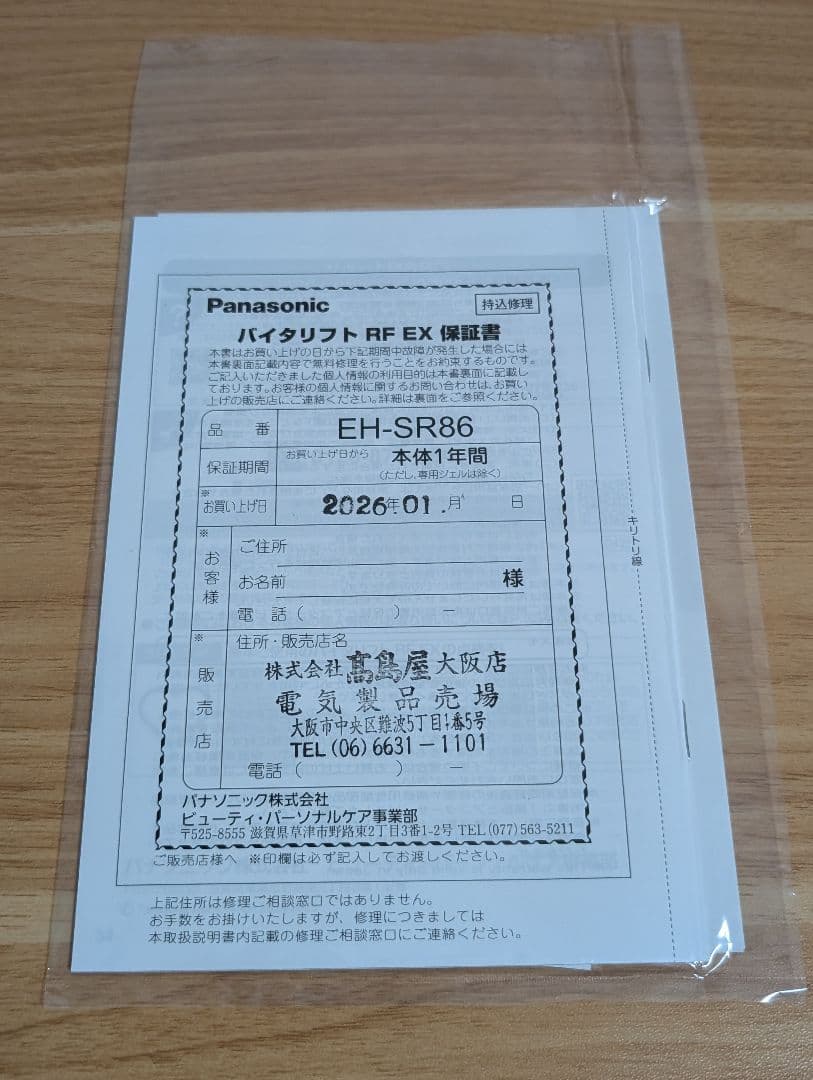 Panasonic
持込修理
バイタリフト RF EX 保証書
本書はお買い上げの日から下記期間中故障が発生した場合には
本書裏面記載内容で無料修理を行うことをお約束するものです。
ご記入いただきました個人情報の利用目的は本書裏面に記載し
ております。お客様の個人情報に関するお問い合わせは、お買い
上げの販売店にご連絡ください。詳細は裏面をご参照ください。
品番 EH-SR86
保証期間 お買い上げ日から 本体1年間
(ただし、専用ジェルは除く)
※お買い上げ日 2026年01.月 日
※お客様
ご住所
お名前 様
電話( ) −
※販売店
住所・販売店名
株式会社髙島屋大阪店
電気製品売場
大阪市中央区難波5丁目1番5号
TEL(06)6631−1101
電話( ) −
パナソニック株式会社
ビューティ・パーソナルケア事業部
〒525-8555 滋賀県草津市野路東2丁目3番1-2号 TEL(077)563-5211
ご販売店様へ ※印欄は必ず記入してお渡しください。
上記住所は修理ご相談窓口ではありません。
お手数をお掛けいたしますが、修理につきましては
本取扱説明書内記載の修理ご相談窓口にご連絡ください。
キリトリ線